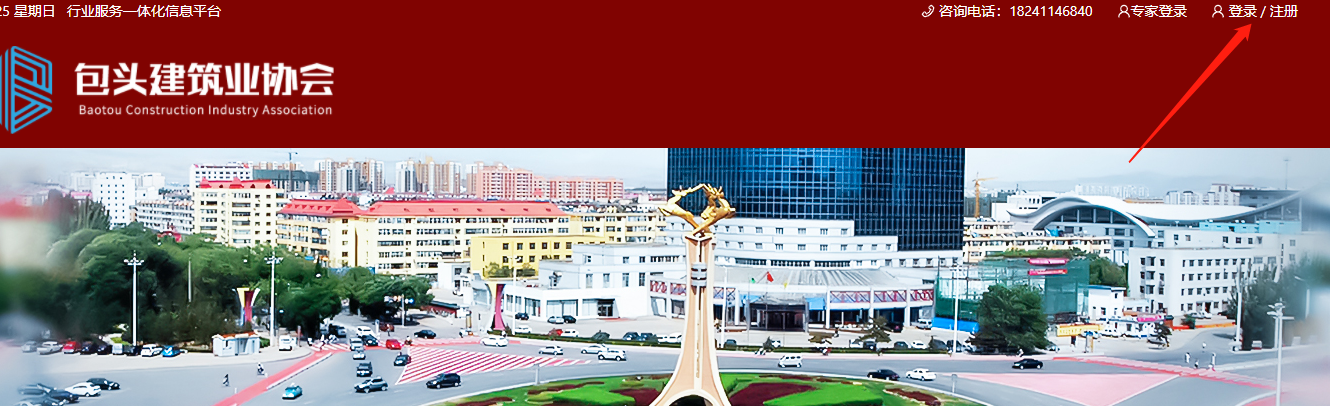 25 星期日 行业服务一体化信息平台 咨询电话：18241146840 专家登录 登录 / 注册
包头建筑业协会
Baotou Construction Industry Association